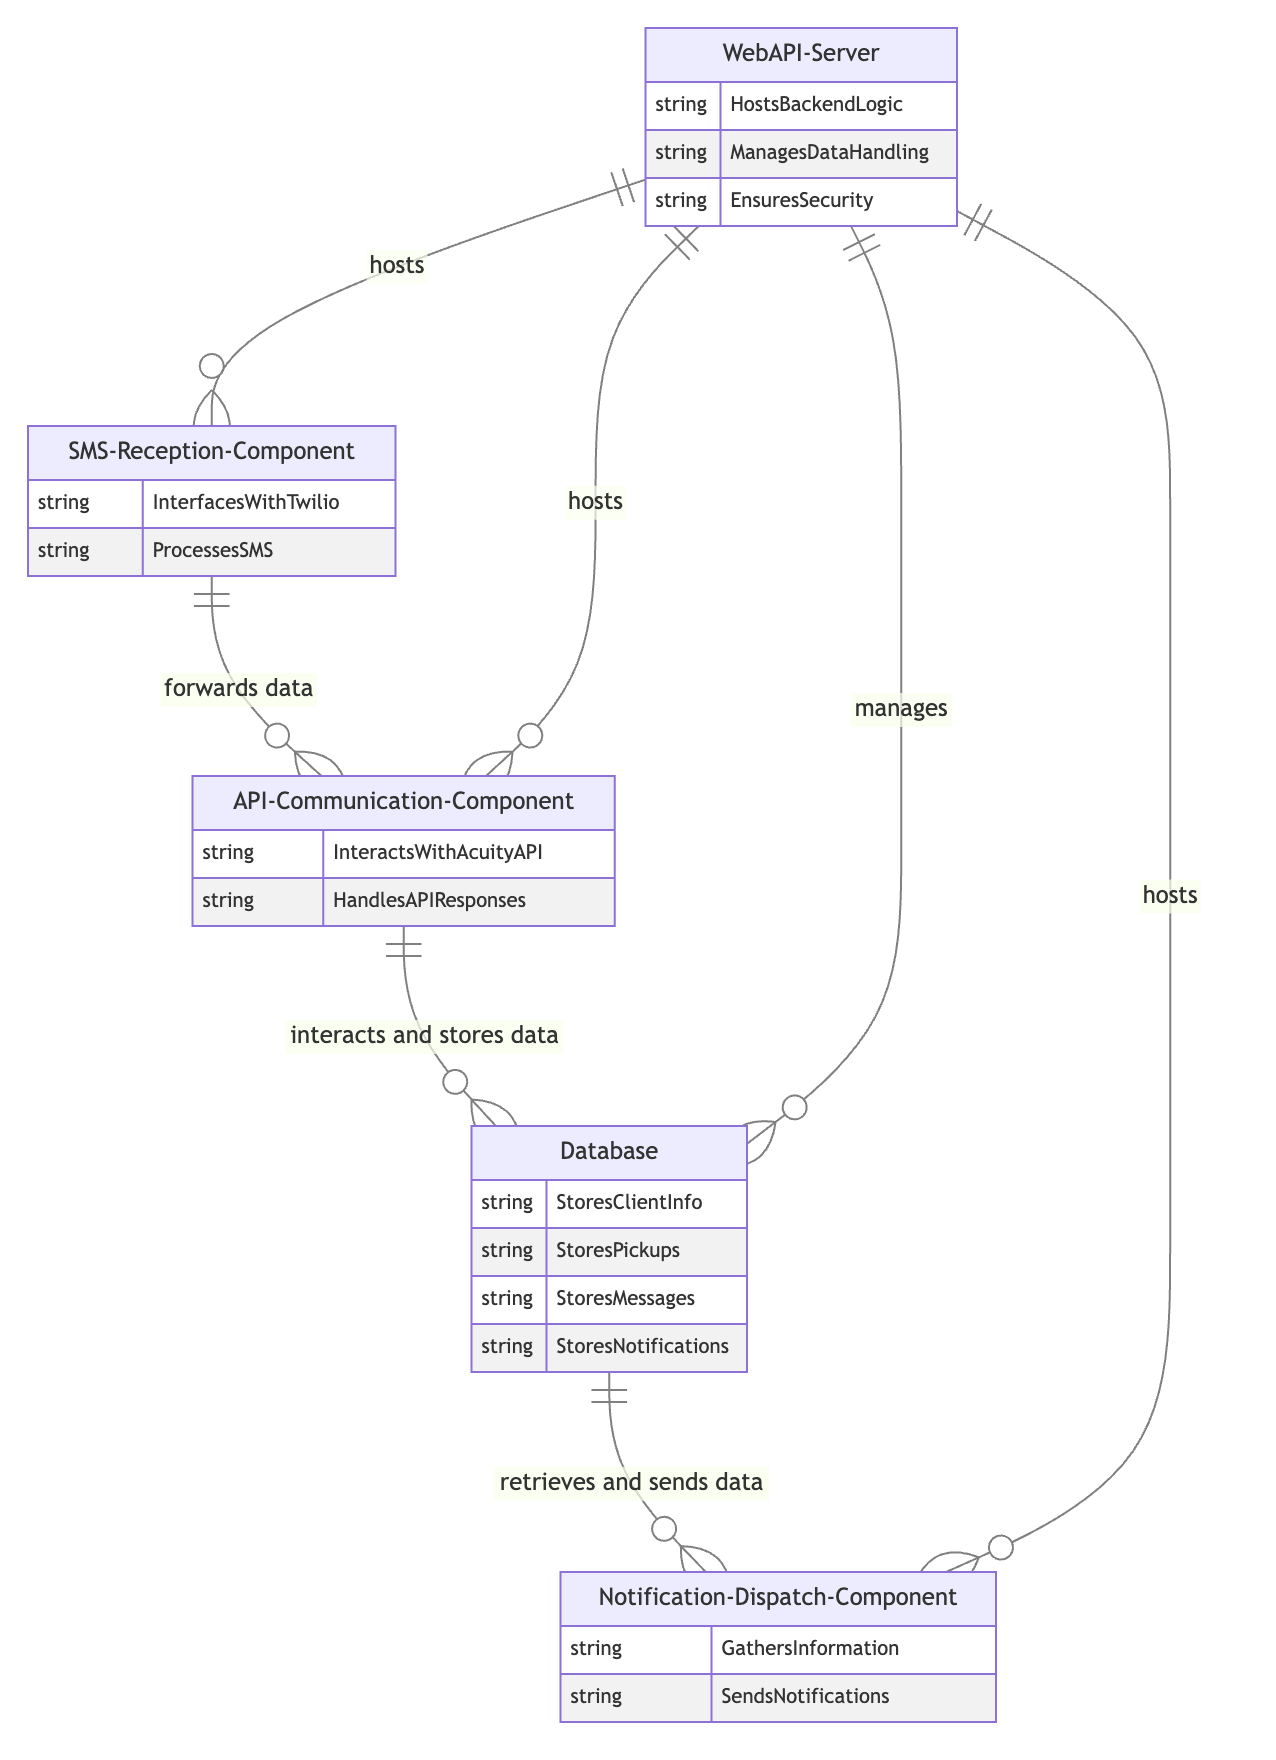 WebAPI-Server
string HostsBackendLogic
string ManagesDataHandling
string EnsuresSecurity
hosts
SMS-Reception-Component
string InterfacesWithTwilio
string ProcessesSMS
hosts
forwards data
manages
API-Communication-Component
string InteractsWithAcuityAPI
string HandlesAPIResponses
hosts
interacts and stores data
Database
string StoresClientInfo
string StoresPickups
string StoresMessages
string StoresNotifications
retrieves and sends data
Notification-Dispatch-Component
string GathersInformation
string SendsNotifications